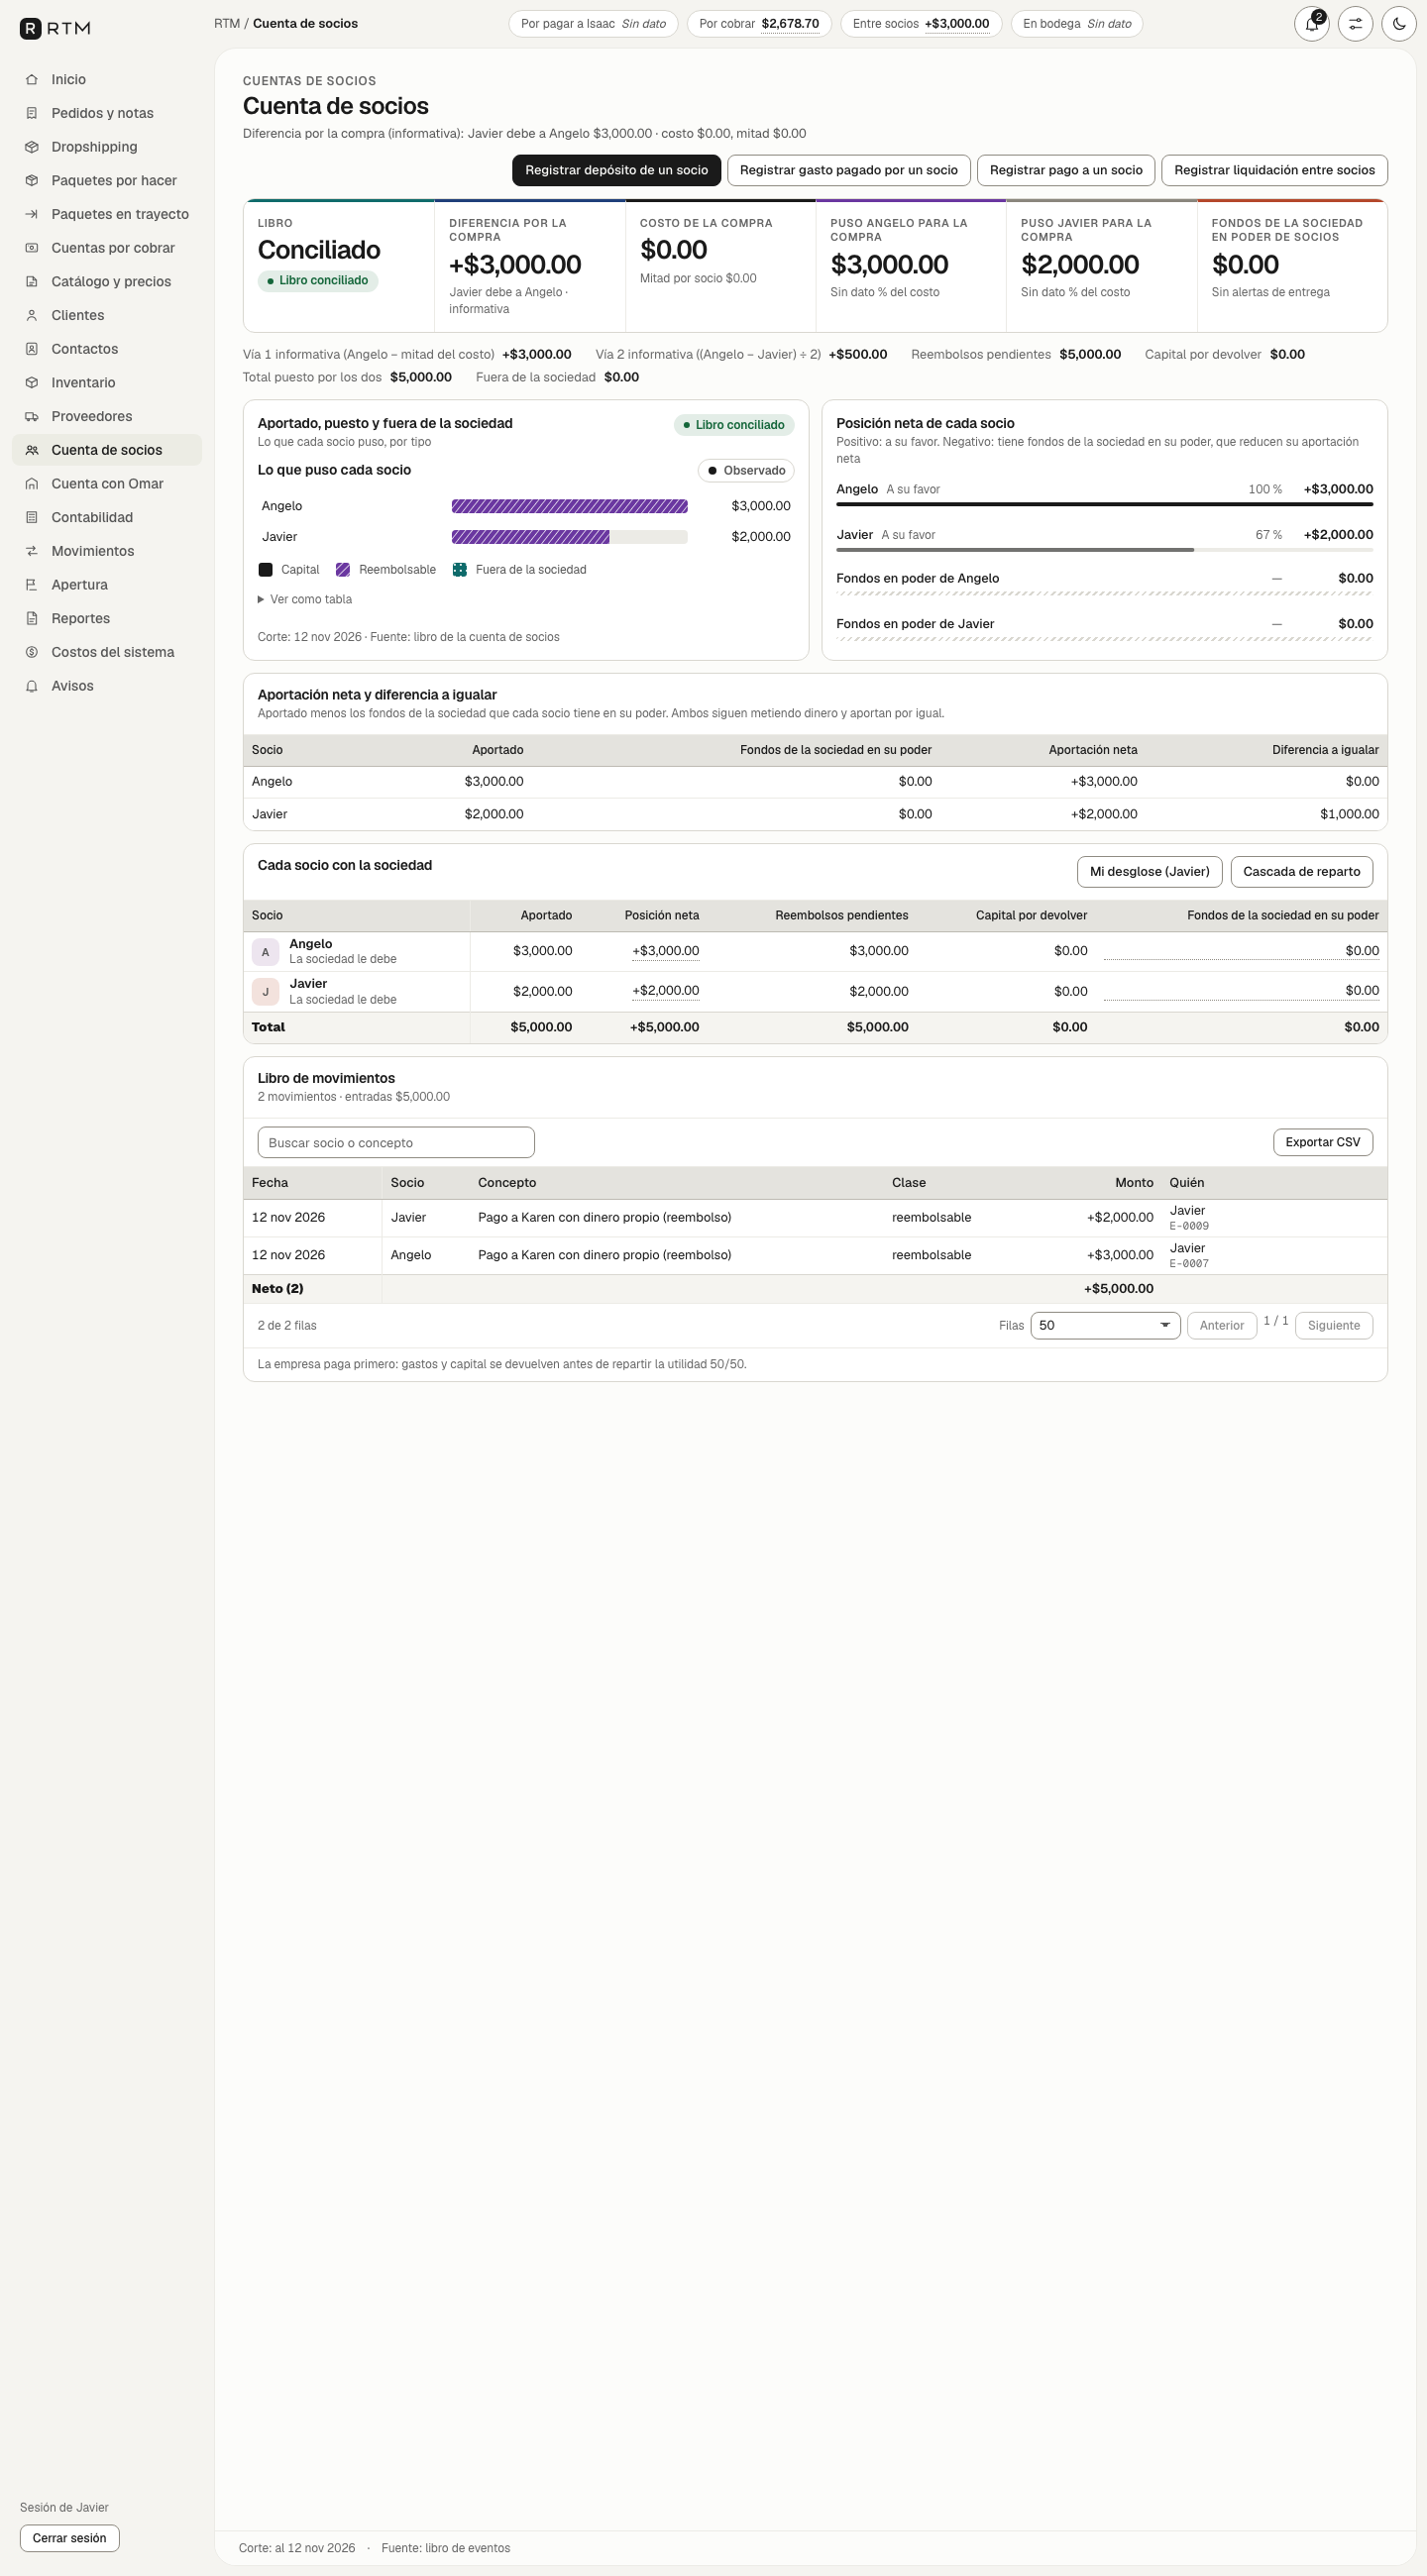 R RTM
RTM / Cuenta de socios
Por pagar a Isaac Sin dato
Por cobrar $2,678.70
Entre socios +$3,000.00
En bodega Sin dato
2
Inicio
Pedidos y notas
Dropshipping
Paquetes por hacer
Paquetes en trayecto
Cuentas por cobrar
Catálogo y precios
Clientes
Contactos
Inventario
Proveedores
Cuenta de socios
Cuenta con Omar
Contabilidad
Movimientos
Apertura
Reportes
Costos del sistema
Avisos
Sesión de Javier
Cerrar sesión
CUENTAS DE SOCIOS
Cuenta de socios
Diferencia por la compra (informativa): Javier debe a Angelo $3,000.00 · costo $0.00, mitad $0.00
Registrar depósito de un socio
Registrar gasto pagado por un socio
Registrar pago a un socio
Registrar liquidación entre socios
LIBRO
Conciliado
Libro conciliado
DIFERENCIA POR LA
COMPRA
+$3,000.00
Javier debe a Angelo ·
informativa
COSTO DE LA COMPRA
$0.00
Mitad por socio $0.00
PUSO ANGELO PARA LA
COMPRA
$3,000.00
Sin dato % del costo
PUSO JAVIER PARA LA
COMPRA
$2,000.00
Sin dato % del costo
FONDOS DE LA SOCIEDAD
EN PODER DE SOCIOS
$0.00
Sin alertas de entrega
Vía 1 informativa (Angelo − mitad del costo) +$3,000.00 Vía 2 informativa ((Angelo − Javier) ÷ 2) +$500.00 Reembolsos pendientes $5,000.00 Capital por devolver $0.00
Total puesto por los dos $5,000.00 Fuera de la sociedad $0.00
Aportado, puesto y fuera de la sociedad
Libro conciliado
Lo que cada socio puso, por tipo
Lo que puso cada socio
Observado
Angelo $3,000.00
Javier $2,000.00
Capital Reembolsable Fuera de la sociedad
Ver como tabla
Corte: 12 nov 2026 · Fuente: libro de la cuenta de socios
Posición neta de cada socio
Positivo: a su favor. Negativo: tiene fondos de la sociedad en su poder, que reducen su aportación
neta
Angelo A su favor 100 % +$3,000.00
Javier A su favor 67 % +$2,000.00
Fondos en poder de Angelo — $0.00
Fondos en poder de Javier — $0.00
Aportación neta y diferencia a igualar
Aportado menos los fondos de la sociedad que cada socio tiene en su poder. Ambos siguen metiendo dinero y aportan por igual.
Socio Aportado Fondos de la sociedad en su poder Aportación neta Diferencia a igualar
Angelo $3,000.00 $0.00 +$3,000.00 $0.00
Javier $2,000.00 $0.00 +$2,000.00 $1,000.00
Cada socio con la sociedad
Mi desglose (Javier)
Cascada de reparto
Socio Aportado Posición neta Reembolsos pendientes Capital por devolver Fondos de la sociedad en su poder
A Angelo $3,000.00 +$3,000.00 $3,000.00 $0.00 $0.00
La sociedad le debe
J Javier $2,000.00 +$2,000.00 $2,000.00 $0.00 $0.00
La sociedad le debe
Total $5,000.00 +$5,000.00 $5,000.00 $0.00 $0.00
Libro de movimientos
2 movimientos · entradas $5,000.00
Buscar socio o concepto
Exportar CSV
Fecha Socio Concepto Clase Monto Quién
12 nov 2026 Javier Pago a Karen con dinero propio (reembolso) reembolsable +$2,000.00 Javier
E-0009
12 nov 2026 Angelo Pago a Karen con dinero propio (reembolso) reembolsable +$3,000.00 Javier
E-0007
Neto (2) +$5,000.00
2 de 2 filas
Filas 50 Anterior 1 / 1 Siguiente
La empresa paga primero: gastos y capital se devuelven antes de repartir la utilidad 50/50.
Corte: al 12 nov 2026 · Fuente: libro de eventos